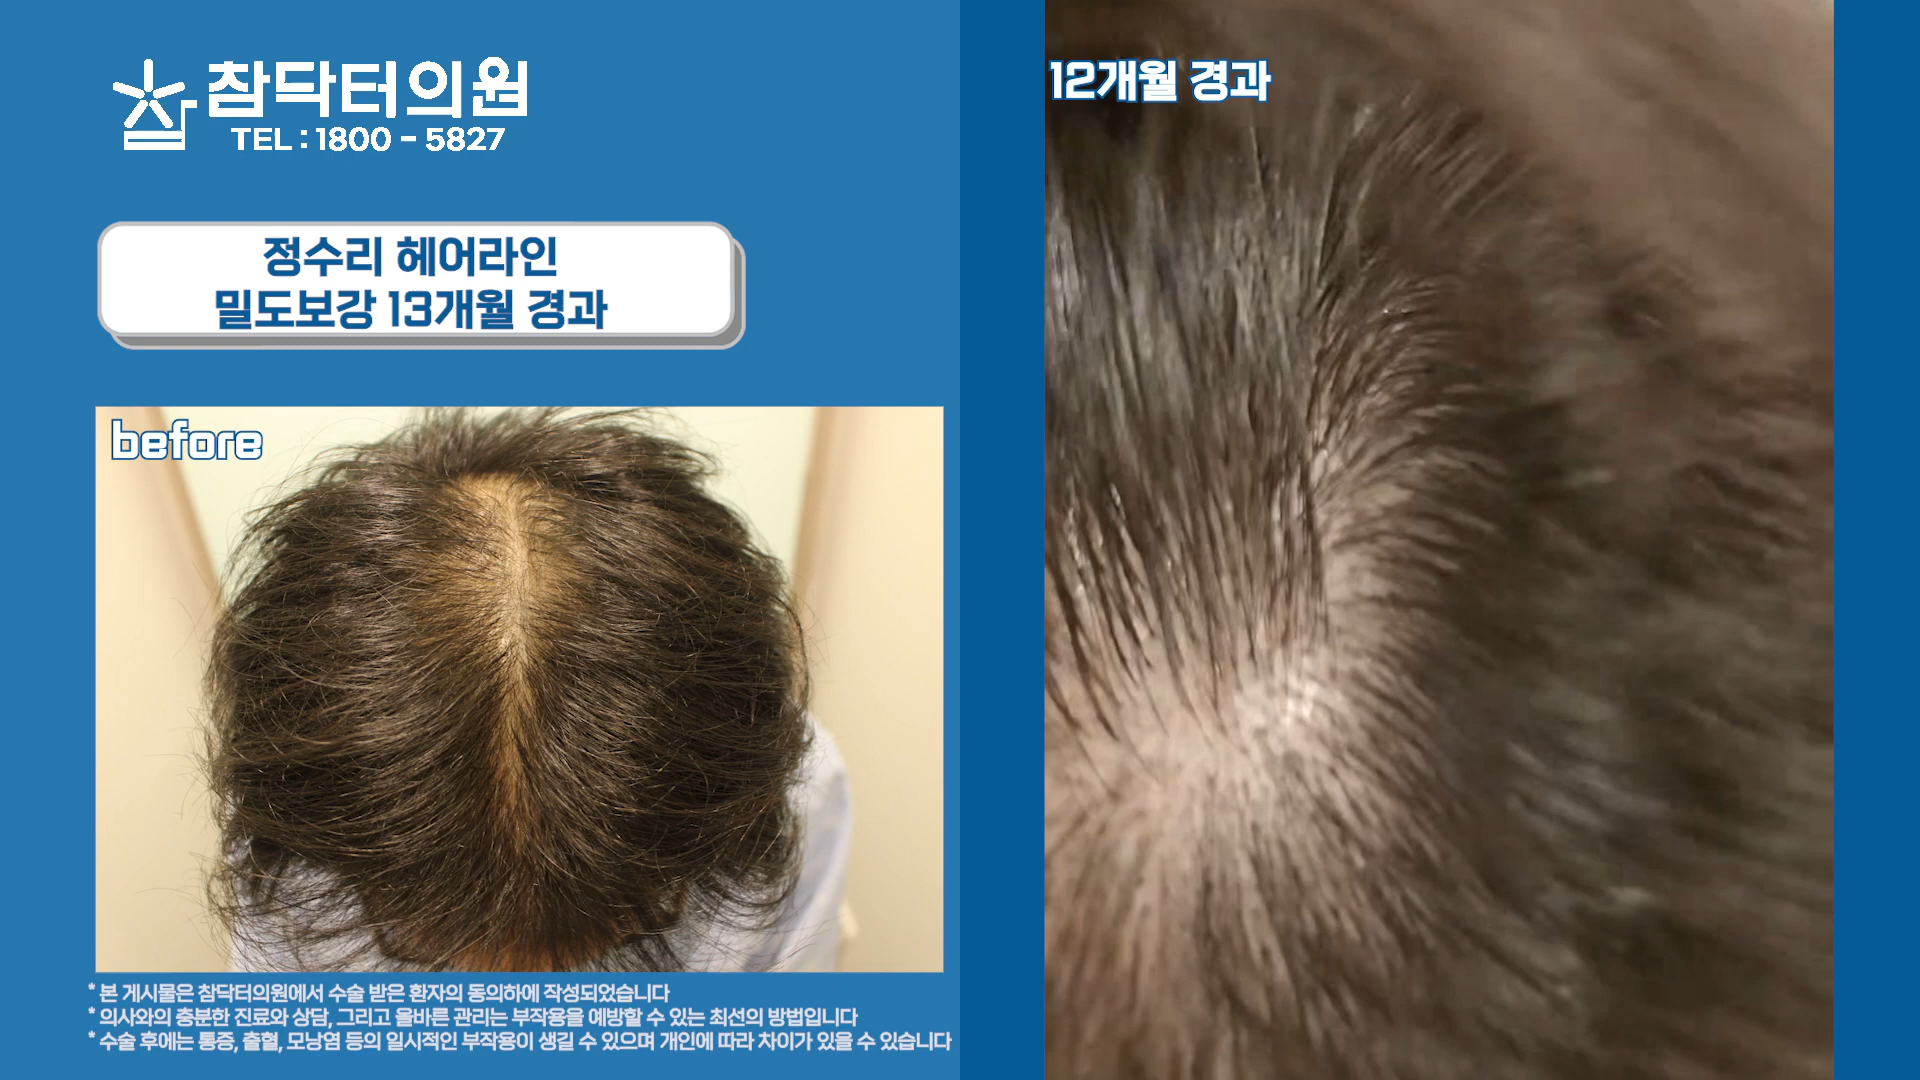 참닥터의원
TEL : 1800 - 5827
정수리 헤어라인
밀도보강 13개월 경과
before
* 본 게시물은 참닥터의원에서 수술 받은 환자의 동의하에 작성되었습니다
* 의사와의 충분한 진료와 상담, 그리고 올바른 관리는 부작용을 예방할 수 있는 최선의 방법입니다
* 수술 후에는 통증, 출혈, 모낭염 등의 일시적인 부작용이 생길 수 있으며 개인에 따라 차이가 있을 수 있습니다
12개월 경과